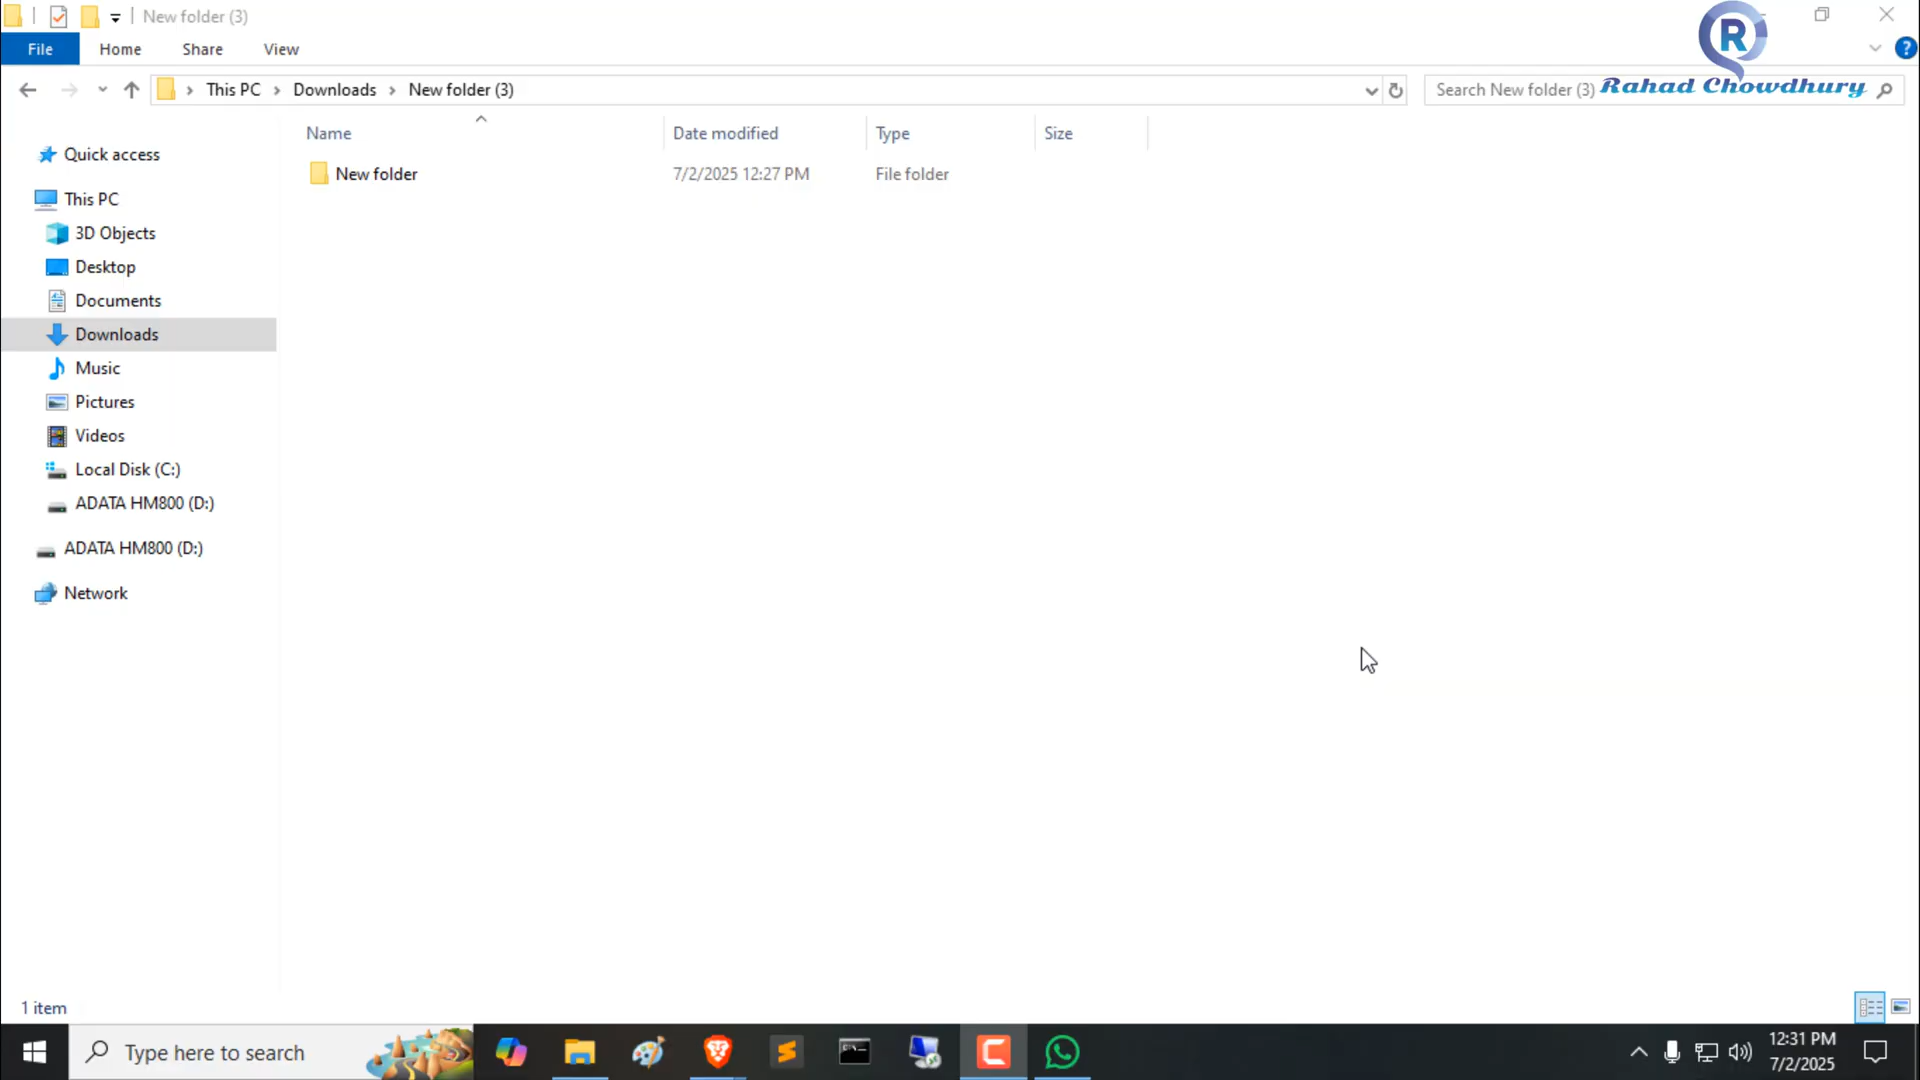 New folder (3)
R
File
Home
Share
View
?
This PC
Downloads
New folder (3)
Search New folder (3)
Rahad Chowdhury
Name
Date modified
Type
Size
New folder
7/2/2025 12:27 PM
File folder
Quick access
This PC
3D Objects
Desktop
Documents
Downloads
Music
Pictures
Videos
Local Disk (C:)
ADATA HM800 (D:)
ADATA HM800 (D:)
Network
1 item
Type here to search
12:31 PM
7/2/2025